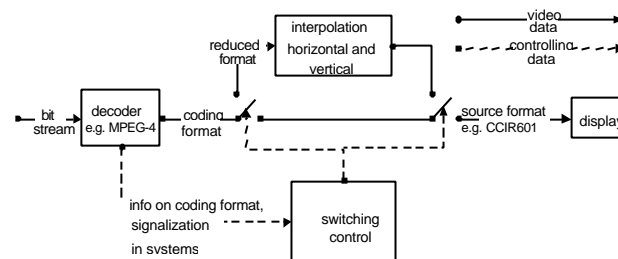 interpolation
horizontal and
vertical
video
data
controlling
data
reduced
format
bit
stream
decoder
e.g. MPEG-4
coding
format
source format
e.g. CCIR601
display
info on coding format,
signalization
in systems
switching
control